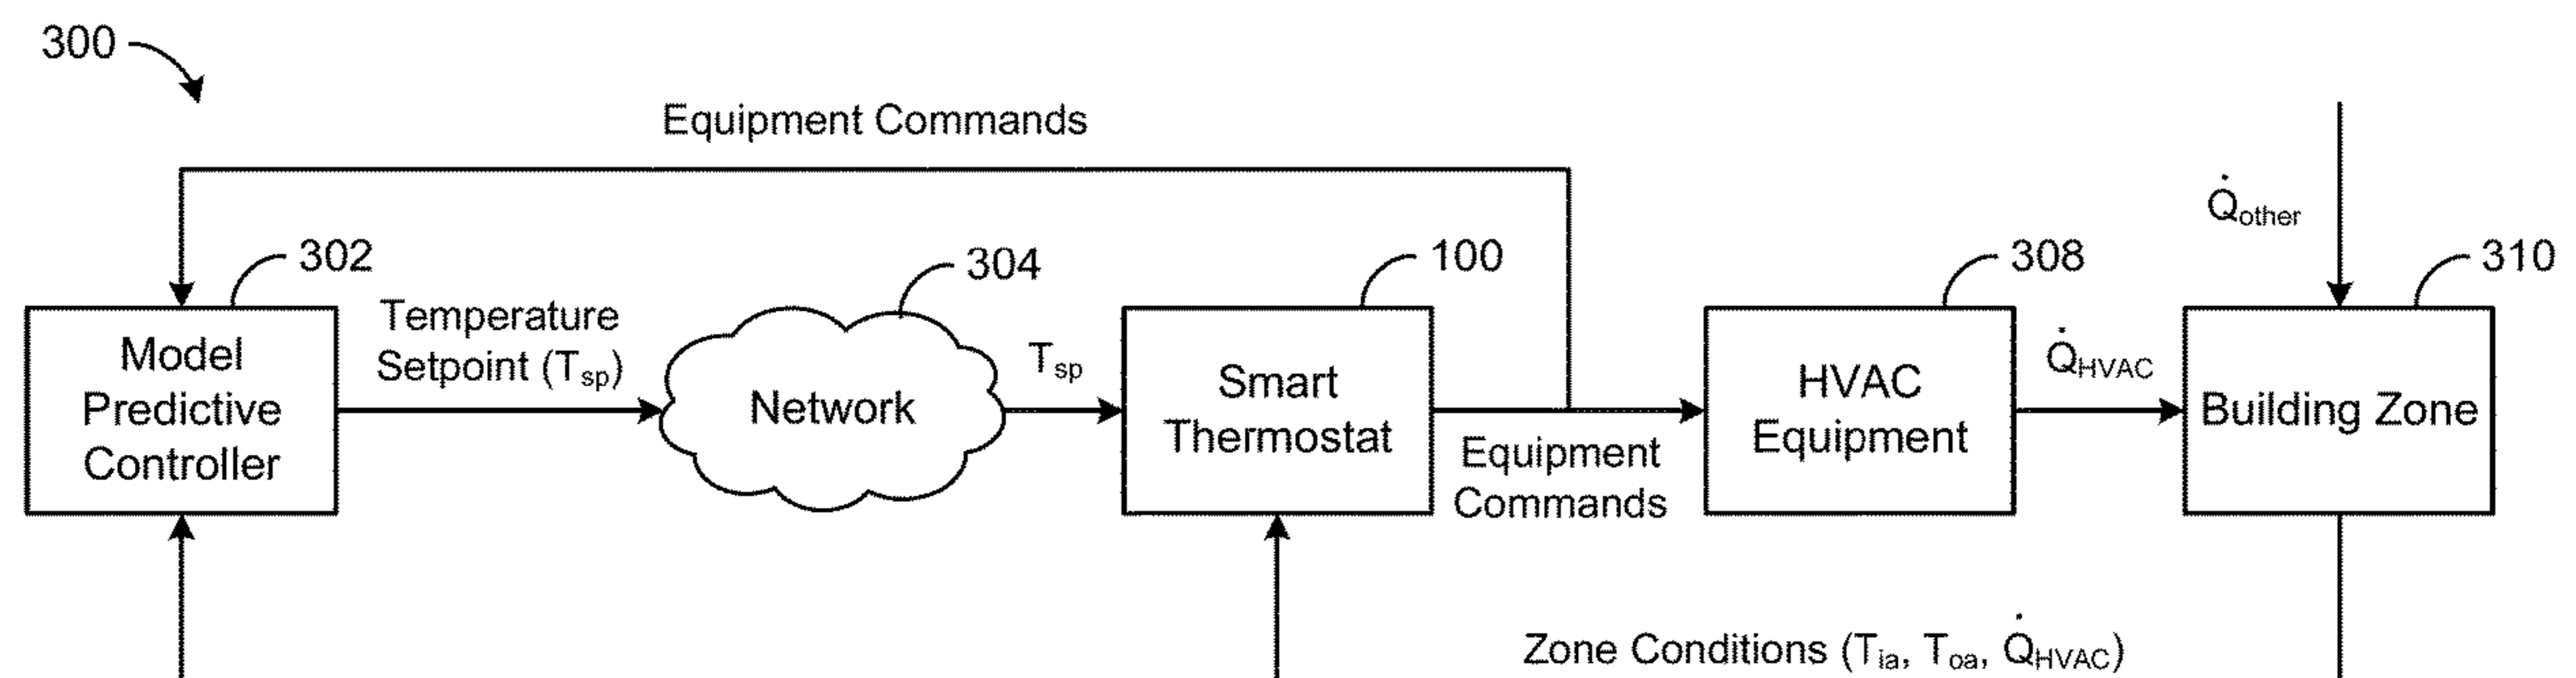 300
Equipment Commands
Q̇other
302
304
100
308
310
Model
Predictive
Controller
Temperature
Setpoint (Tsp)
Network
Tsp
Smart
Thermostat
Equipment
Commands
HVAC
Equipment
Q̇HVAC
Building Zone
Zone Conditions (Tia, Toa, Q̇HVAC)